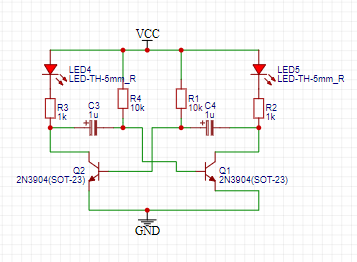 VCC
LED4
LED-TH-5mm_R
LED5
LED-TH-5mm_R
R3
1k
C3
1u
R4
10k
R1
10k
C4
1u
R2
1k
Q2
2N3904(SOT-23)
Q1
2N3904(SOT-23)
GND